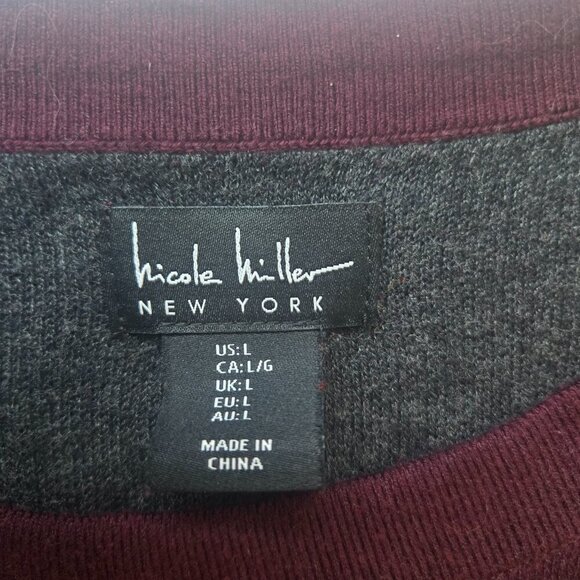 Nicole Miller
NEW YORK
US: L
CA: L/G
UK: L
EU: L
AU: L
MADE IN
CHINA